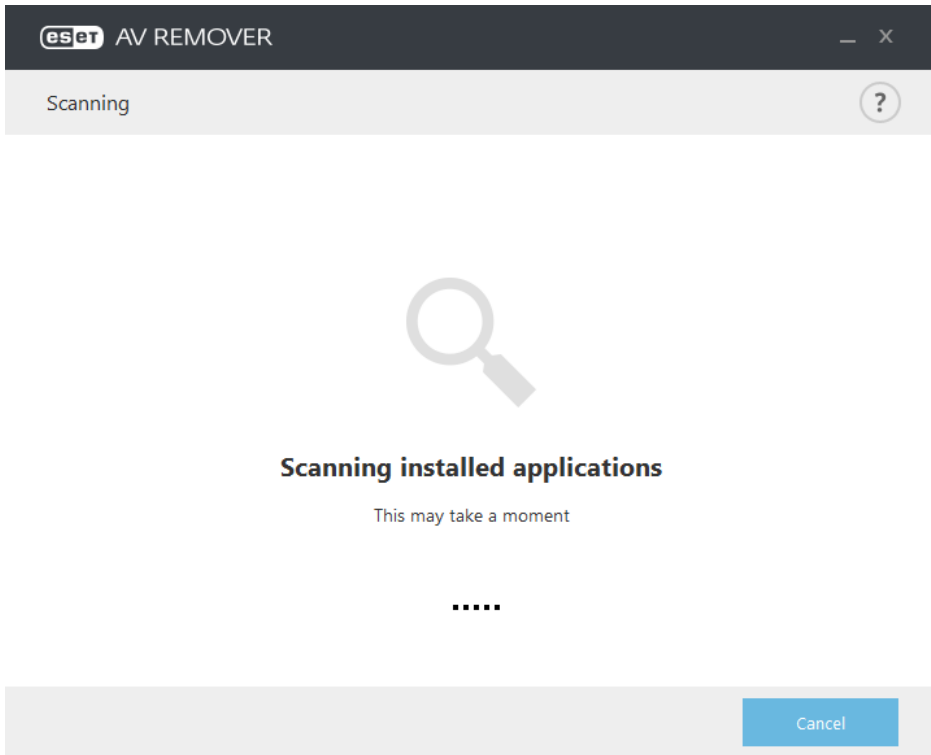 eset AV REMOVER
Scanning
?
Scanning installed applications
This may take a moment
.....
Cancel